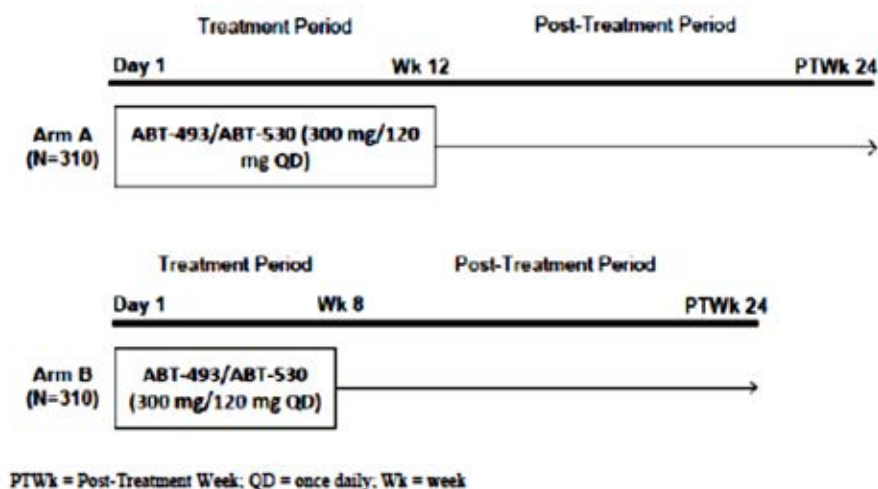 Treatment Period Post-Treatment Period
Day 1 Wk 12 PTWk 24
Arm A
(N=310)
ABT-493/ABT-530 (300 mg/120
mg QD)
Treatment Period Post-Treatment Period
Day 1 Wk 8 PTWk 24
Arm B
(N=310)
ABT-493/ABT-530
(300 mg/120 mg QD)
PTWk = Post-Treatment Week; QD = once daily; Wk = week